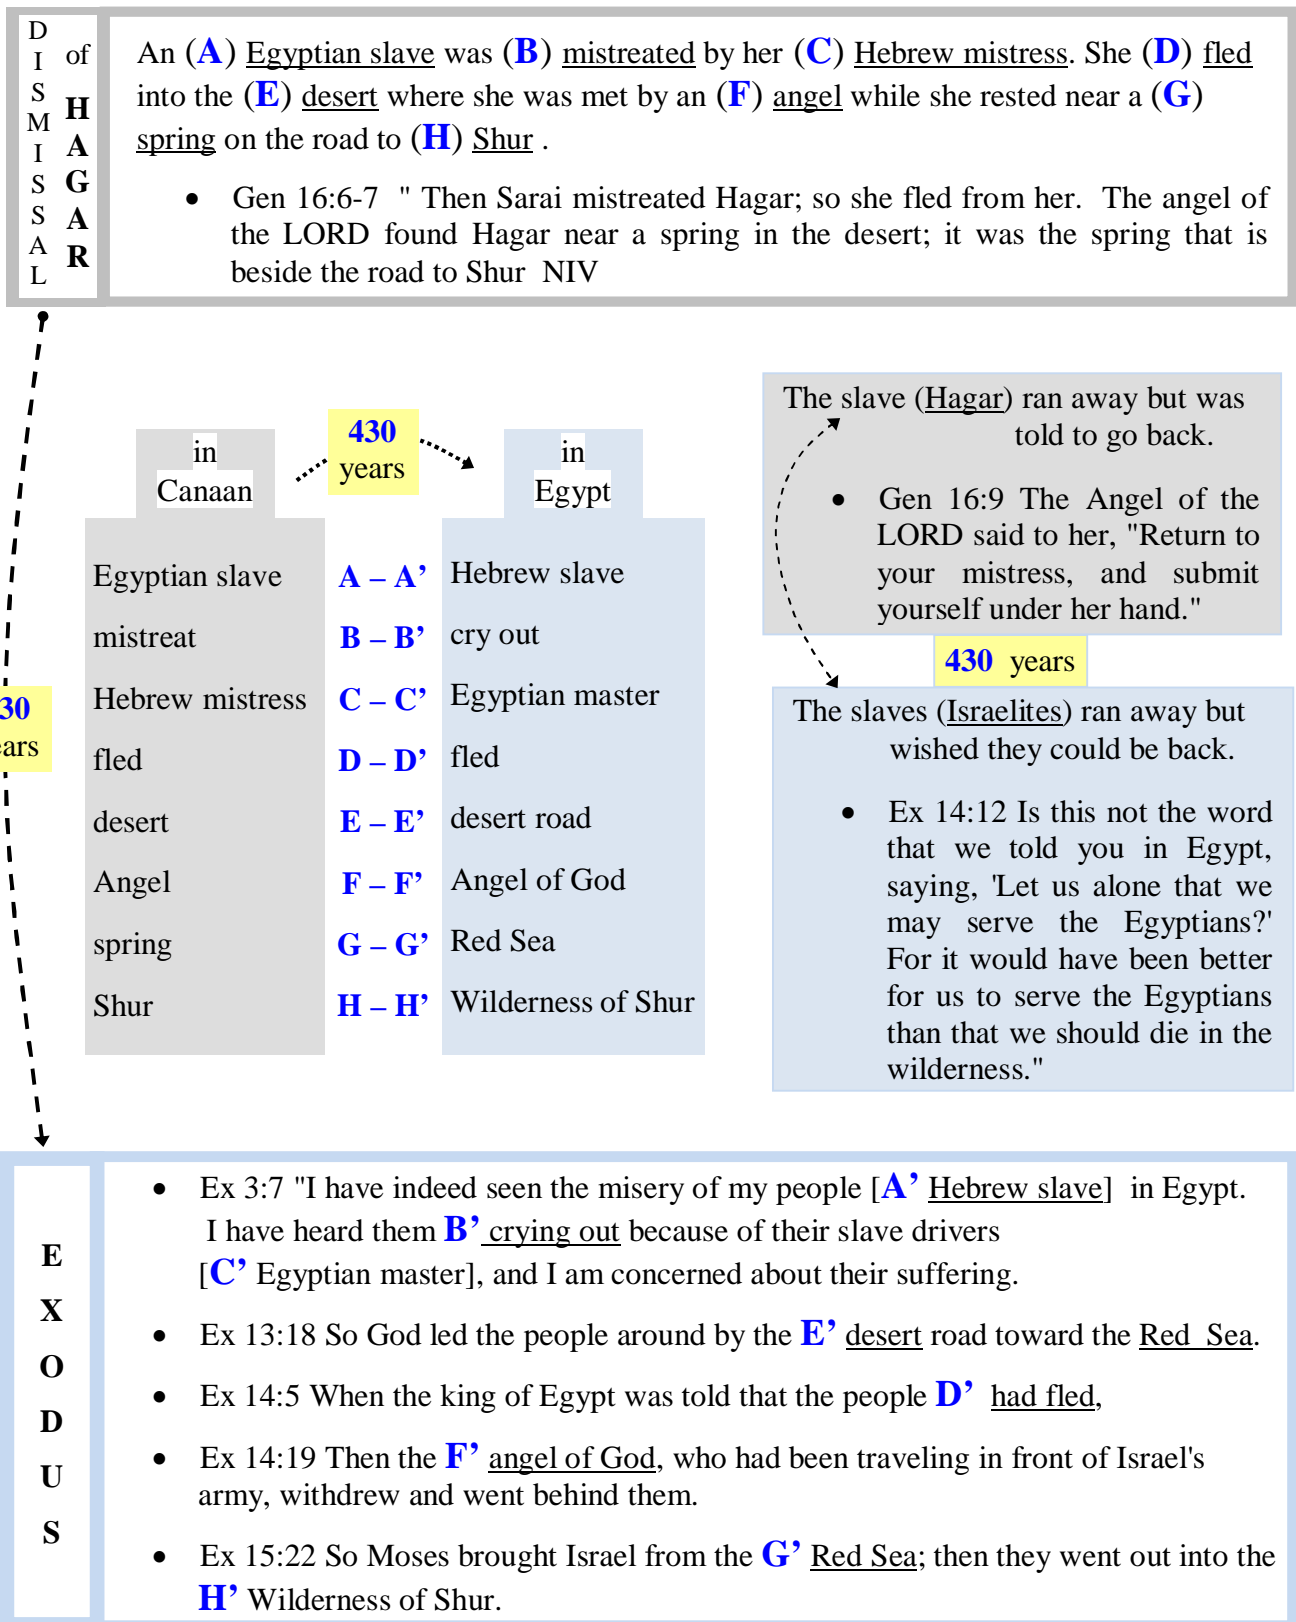 DISMISSAL
of
HAGAR
An (A) Egyptian slave was (B) mistreated by her (C) Hebrew mistress. She (D) fled
into the (E) desert where she was met by an (F) angel while she rested near a (G)
spring on the road to (H) Shur .
• Gen 16:6-7 " Then Sarai mistreated Hagar; so she fled from her. The angel of
the LORD found Hagar near a spring in the desert; it was the spring that is
beside the road to Shur NIV
in
Canaan
430
years
in
Egypt
Egyptian slave A – A’ Hebrew slave
mistreat B – B’ cry out
Hebrew mistress C – C’ Egyptian master
fled D – D’ fled
desert E – E’ desert road
Angel F – F’ Angel of God
spring G – G’ Red Sea
Shur H – H’ Wilderness of Shur
30
ears
The slave (Hagar) ran away but was
told to go back.
• Gen 16:9 The Angel of the
LORD said to her, "Return to
your mistress, and submit
yourself under her hand."
430 years
The slaves (Israelites) ran away but
wished they could be back.
• Ex 14:12 Is this not the word
that we told you in Egypt,
saying, 'Let us alone that we
may serve the Egyptians?'
For it would have been better
for us to serve the Egyptians
than that we should die in the
wilderness."
EXODUS
• Ex 3:7 "I have indeed seen the misery of my people [A’ Hebrew slave] in Egypt.
I have heard them B’ crying out because of their slave drivers
[C’ Egyptian master], and I am concerned about their suffering.
• Ex 13:18 So God led the people around by the E’ desert road toward the Red Sea.
• Ex 14:5 When the king of Egypt was told that the people D’ had fled,
• Ex 14:19 Then the F’ angel of God, who had been traveling in front of Israel's
army, withdrew and went behind them.
• Ex 15:22 So Moses brought Israel from the G’ Red Sea; then they went out into the
H’ Wilderness of Shur.